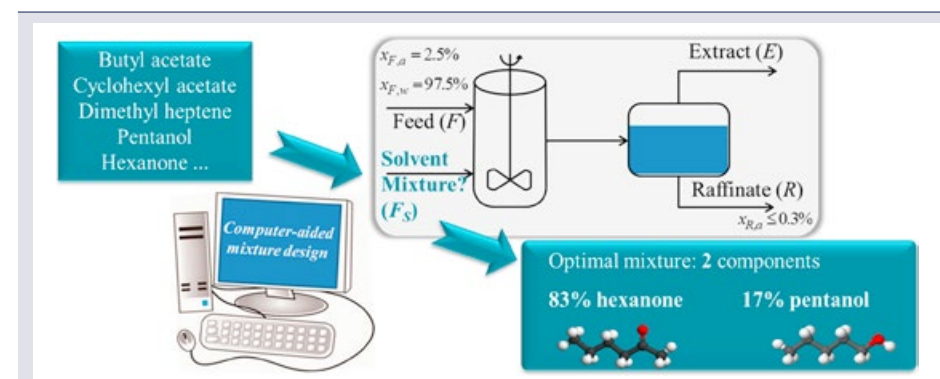 Butyl acetate
Cyclohexyl acetate
Dimethyl heptene
Pentanol
Hexanone ...
x_{F,a} = 2.5%
x_{F,w} = 97.5%
Feed (F)
Solvent
Mixture?
(F_S)
Extract (E)
Raffinate (R)
x_{R,a} ≤ 0.3%
Computer-aided
mixture design
Optimal mixture: 2 components
83% hexanone 17% pentanol